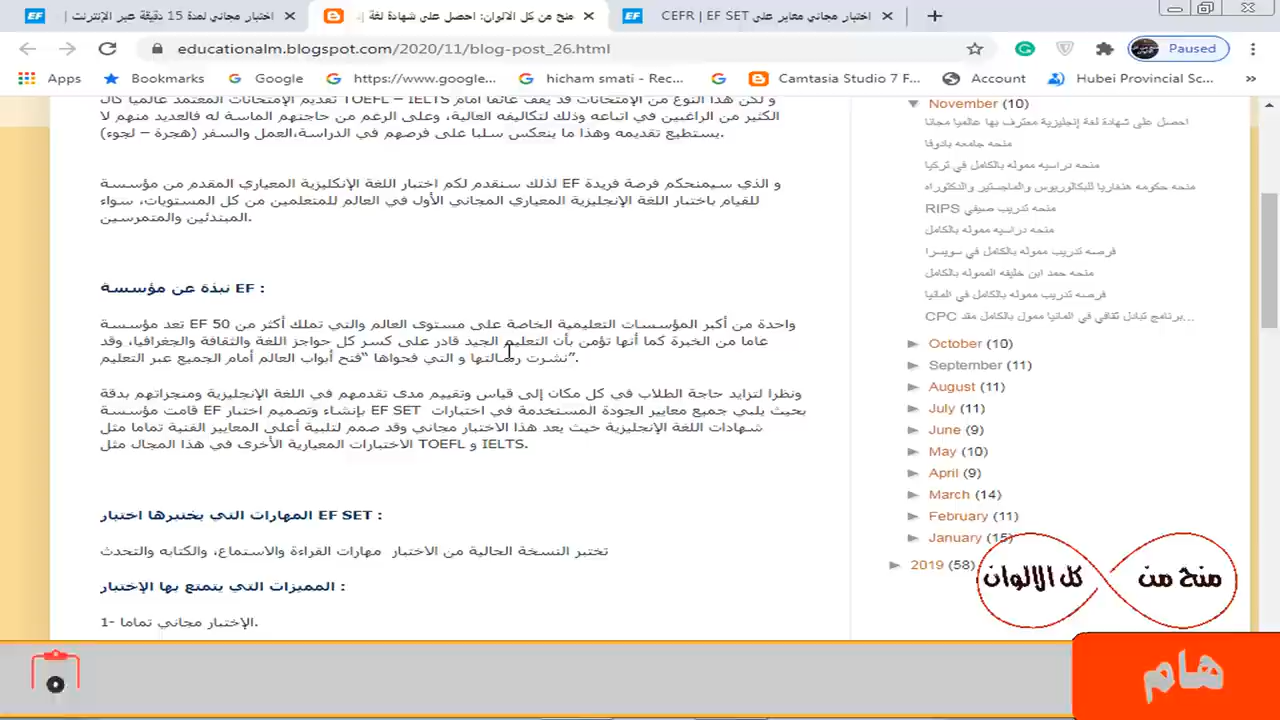 اختبار مجاني لمدة 15 دقيقة عبر الإنترنت |
منح من كل الالوان: احصل على شهادة لغة إ
CEFR | EF SET اختبار مجاني معاير على
educationalm.blogspot.com/2020/11/blog-post_26.html
Paused
Apps
Bookmarks
Google
https://www.google...
hicham smati - Rec...
Camtasia Studio 7 F...
Account
Hubei Provincial Sc...
»
و لكن هذا النوع من الإمتحانات قد يقف عائقا أمام TOEFL – IELTS تقديم الإمتحانات المعتمد عالميا كال
الكثير من الراغبين في اتباعه وذلك لتكاليفه العالية، وعلى الرغم من حاجتهم الماسة له فالعديد منهم لا
يستطيع تقديمه وهذا ما ينعكس سلبا على فرصهم في الدراسة،العمل والسفر (هجرة – لجوء).
و الذي سيمنحكم فرصة فريدة EF لذلك سنقدم لكم اختبار اللغة الإنكليزية المعياري المقدم من مؤسسة
للقيام باختبار اللغة الإنجليزية المعياري المجاني الأول في العالم للمتعلمين من كل المستويات، سواء
المبتدئين والمتمرسين.
نبذة عن مؤسسة EF :
واحدة من أكبر المؤسسات التعليمية الخاصة على مستوى العالم والتي تملك أكثر من 50 EF تعد مؤسسة
عاما من الخبرة كما أنها تؤمن بأن التعليم الجيد قادر على كسر كل حواجز اللغة والثقافة والجغرافيا، وقد
نشرت رسالتها و التي فحواها “فتح أبواب العالم أمام الجميع عبر التعليم”.
ونظرا لتزايد حاجة الطلاب في كل مكان إلى قياس وتقييم مدى تقدمهم في اللغة الإنجليزية ومنجزاتهم بدقة
بحيث يلبي جميع معايير الجودة المستخدمة في اختبارات EF SET بإنشاء وتصميم اختبار EF قامت مؤسسة
شهادات اللغة الإنجليزية حيث يعد هذا الاختبار مجاني وقد صمم لتلبية أعلى المعايير الفنية تماما مثل
الاختبارات المعيارية الأخرى في هذا المجال مثل TOEFL و IELTS.
المهارات التي يختبرها اختبار EF SET :
تختبر النسخة الحالية من الاختبار مهارات القراءة والاستماع، والكتابه والتحدث
المميزات التي يتمتع بها الإختبار :
1- الإختبار مجاني تماما.
November (10)
احصل على شهادة لغة إنجليزية معترف بها عالميا مجانا
منحه جامعه بادوفا
منحه دراسيه مموله بالكامل في تركيا
منحه حكومه هنغاريا للبكالوريوس والماجستير والدكتوراه
منحه تدريب صيفي RIPS
منحه دراسيه مموله بالكامل
فرصه تدريب مموله بالكامل في سويسرا
منحه حمد ابن خليفه المموله بالكامل
فرصه تدريب مموله بالكامل في المانيا
برنامج تبادل ثقافي في المانيا ممول بالكامل مقد CPC...
October (10)
September (11)
August (11)
July (11)
June (9)
May (10)
April (9)
March (14)
February (11)
January (15)
2019 (58)
منح من كل الالوان
هام